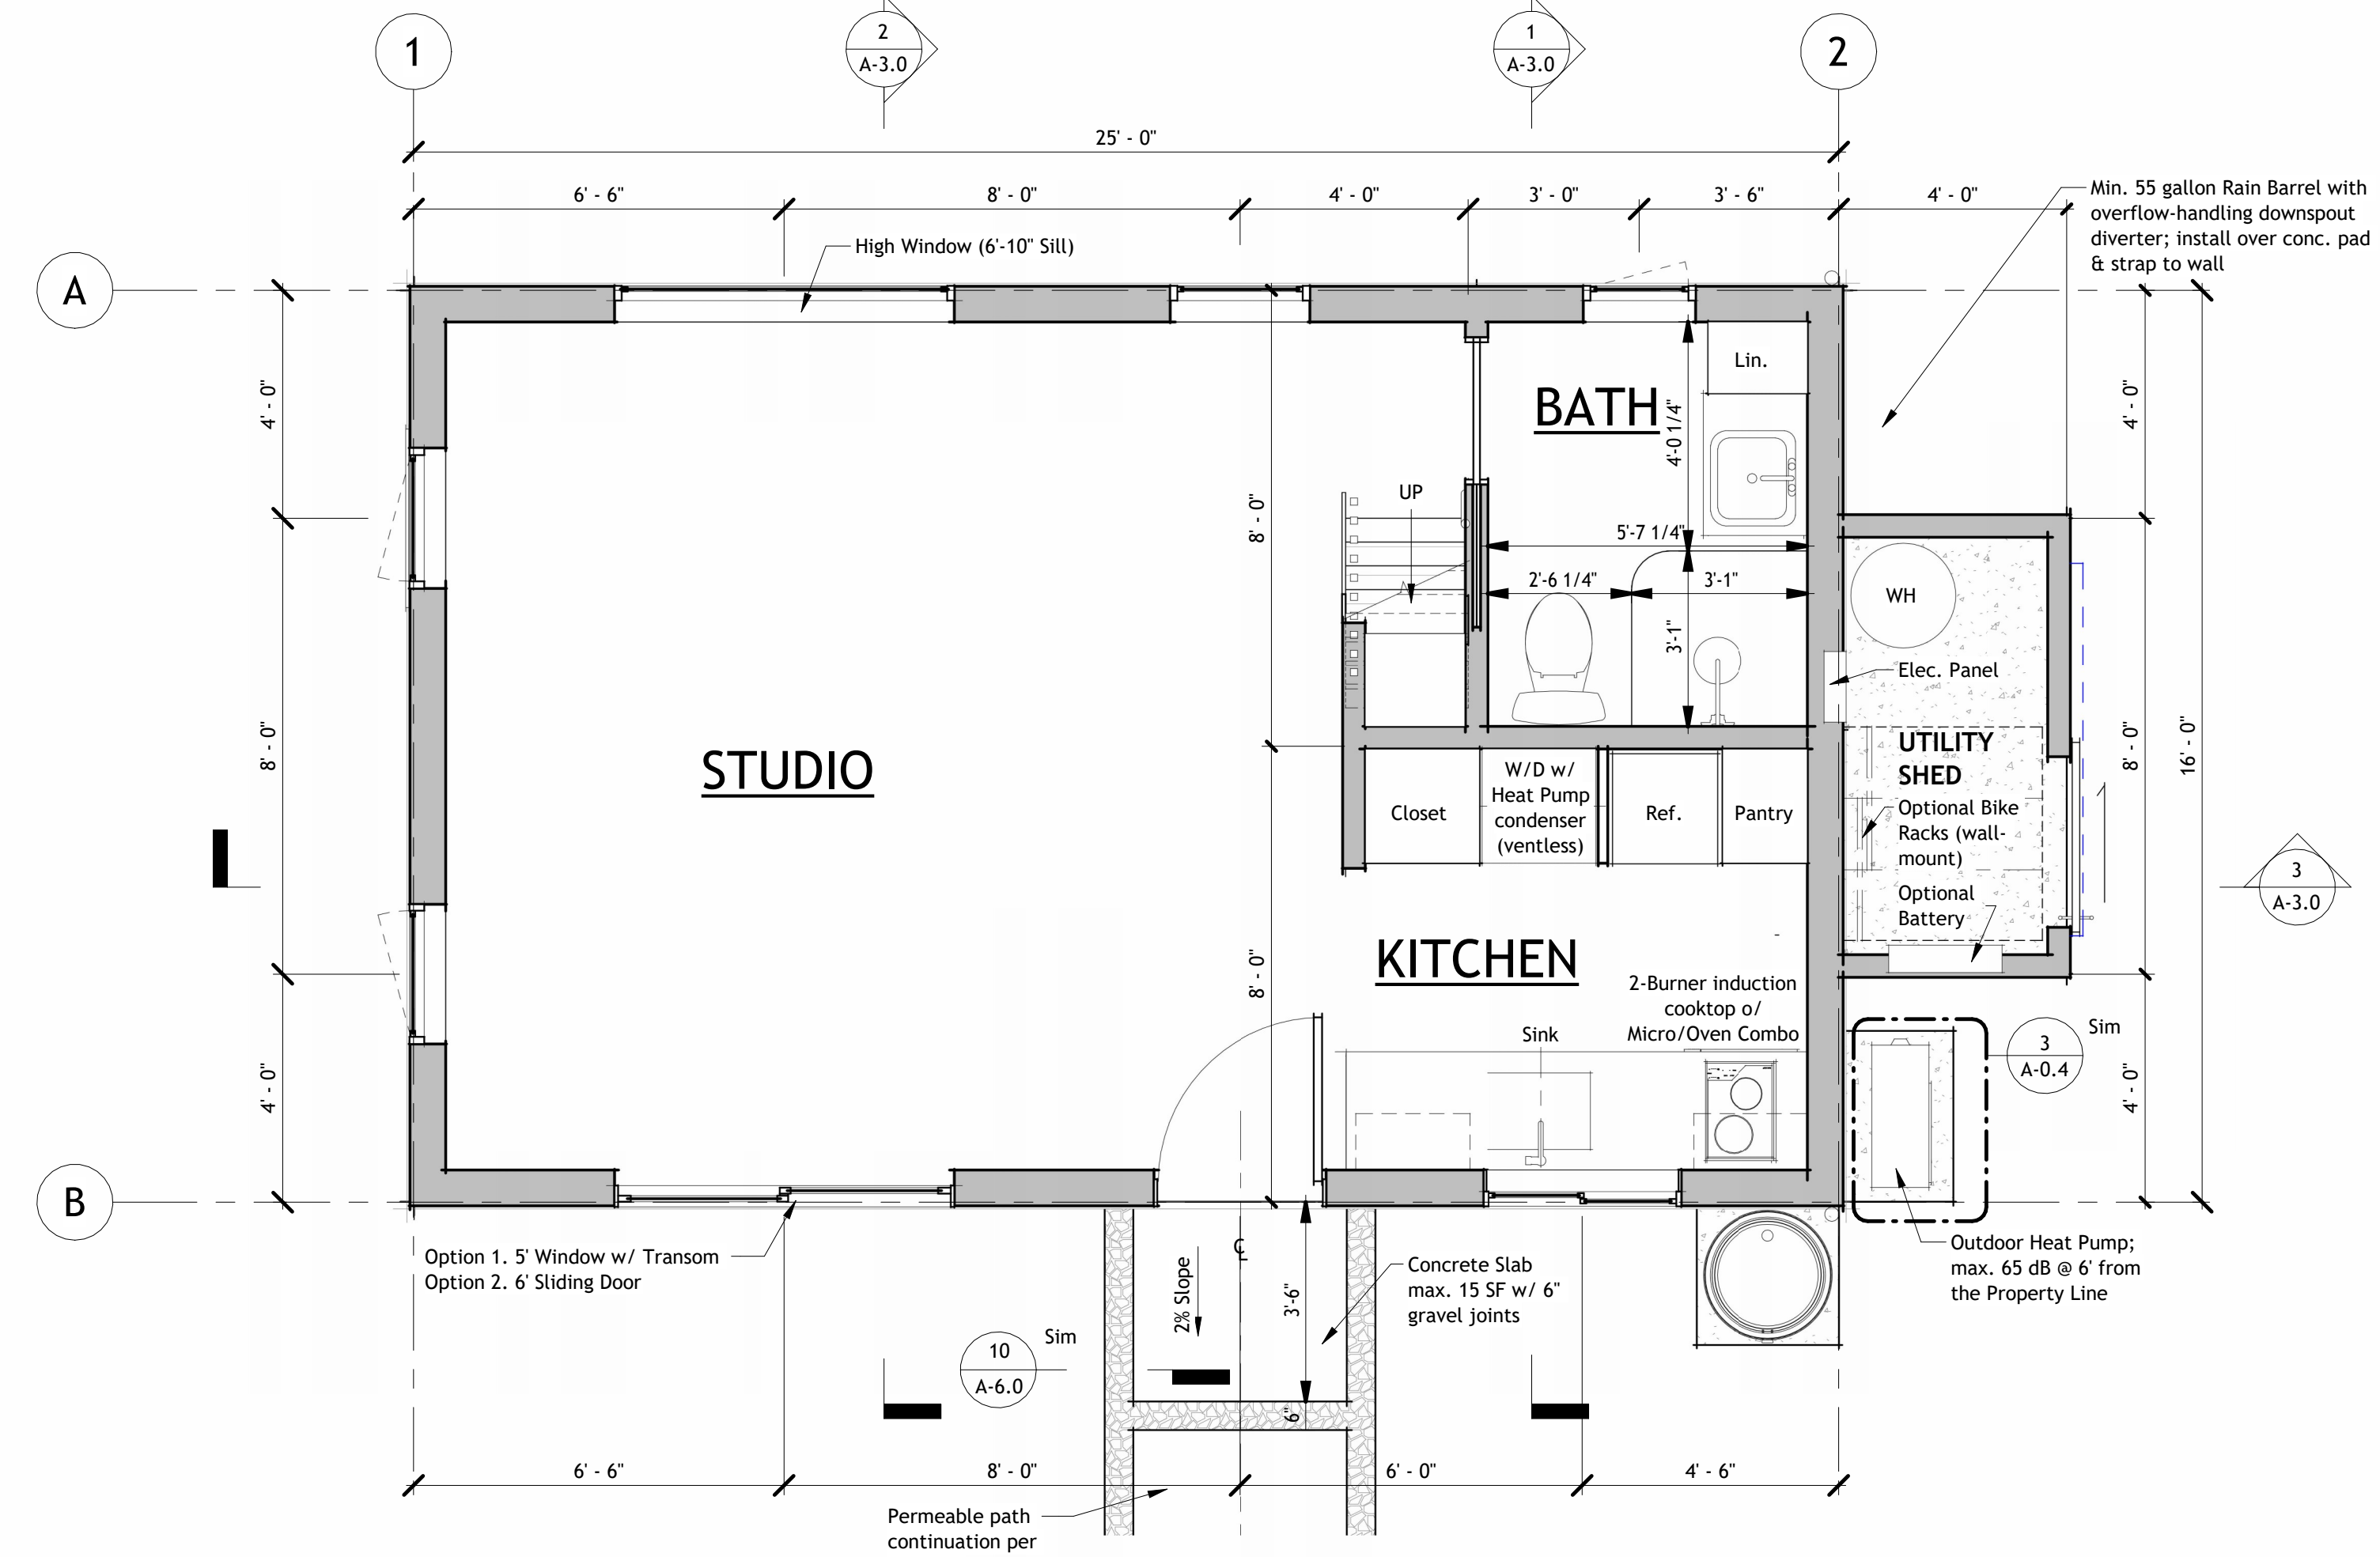 1
2
A-3.0
1
A-3.0
2
25' - 0"
6' - 6"
8' - 0"
4' - 0"
3' - 0"
3' - 6"
4' - 0"
Min. 55 gallon Rain Barrel with
overflow-handling downspout
diverter; install over conc. pad
& strap to wall
High Window (6'-10" Sill)
A
4' - 0"
8' - 0"
4' - 0"
B
STUDIO
8' - 0"
8' - 0"
UP
BATH
Lin.
4'-0 1/4"
5'-7 1/4"
2'-6 1/4"
3'-1"
3'-1"
WH
Elec. Panel
UTILITY
SHED
Optional Bike
Racks (wall-
mount)
Optional
Battery
4' - 0"
8' - 0"
4' - 0"
16' - 0"
3
A-3.0
Closet
W/D w/
Heat Pump
condenser
(ventless)
Ref.
Pantry
KITCHEN
2-Burner induction
cooktop o/
Micro/Oven Combo
Sink
3
A-0.4
Sim
Outdoor Heat Pump;
max. 65 dB @ 6' from
the Property Line
Option 1. 5' Window w/ Transom
Option 2. 6' Sliding Door
2% Slope
CL
3'-6"
6"
Concrete Slab
max. 15 SF w/ 6"
gravel joints
10
A-6.0
Sim
6' - 6"
8' - 0"
6' - 0"
4' - 6"
Permeable path
continuation per